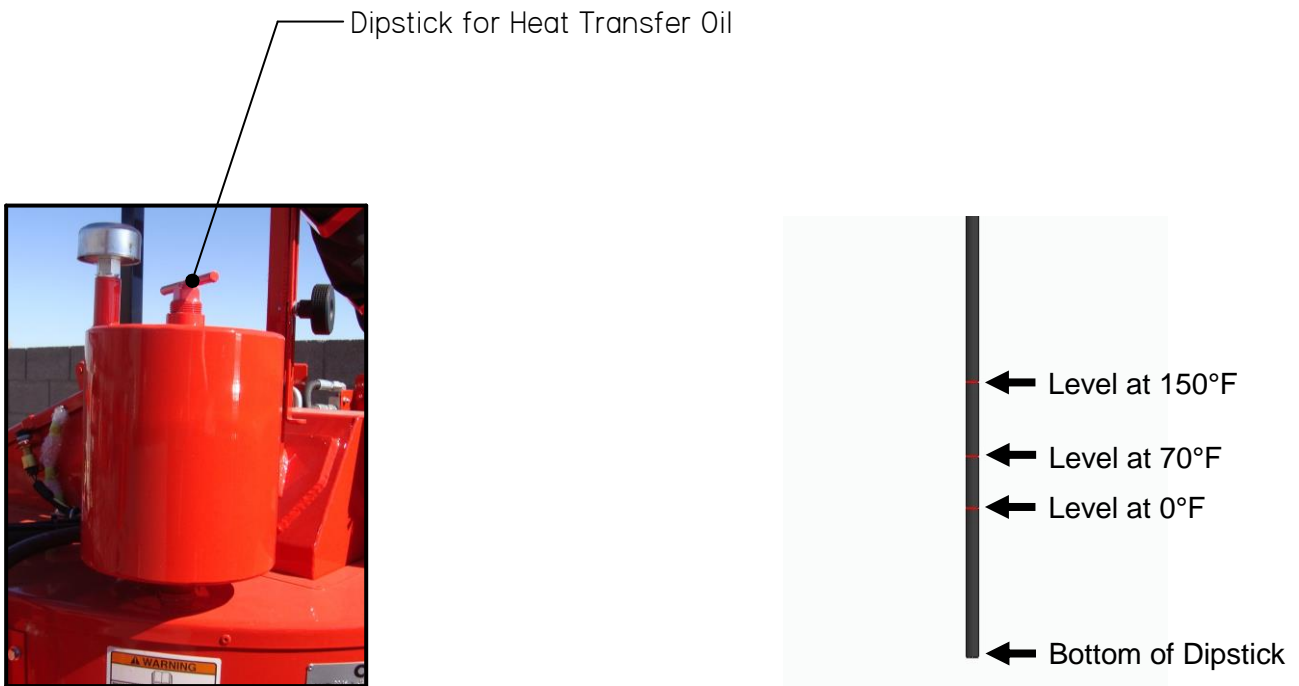 Dipstick for Heat Transfer Oil
Level at 150°F
Level at 70°F
Level at 0°F
Bottom of Dipstick
WARNING